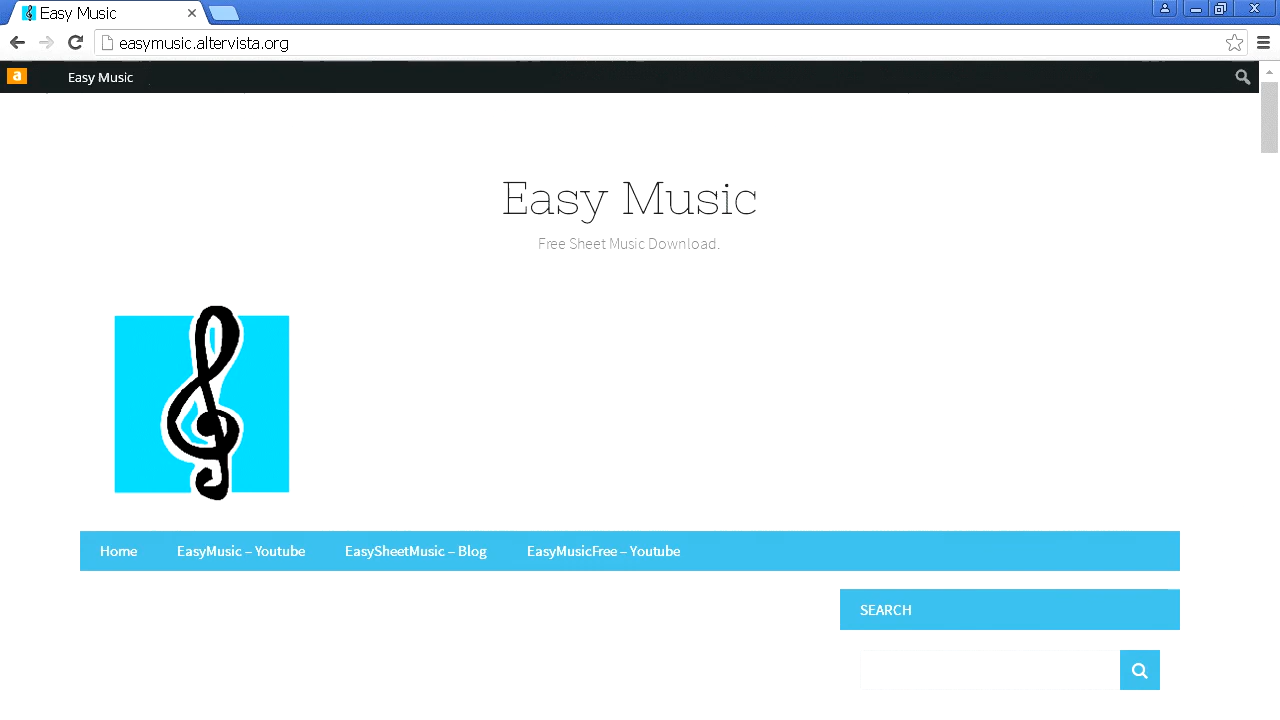 Easy Music
easymusic.altervista.org
a
Easy Music
Easy Music
Free Sheet Music Download.
Home EasyMusic – Youtube EasySheetMusic – Blog EasyMusicFree – Youtube
SEARCH